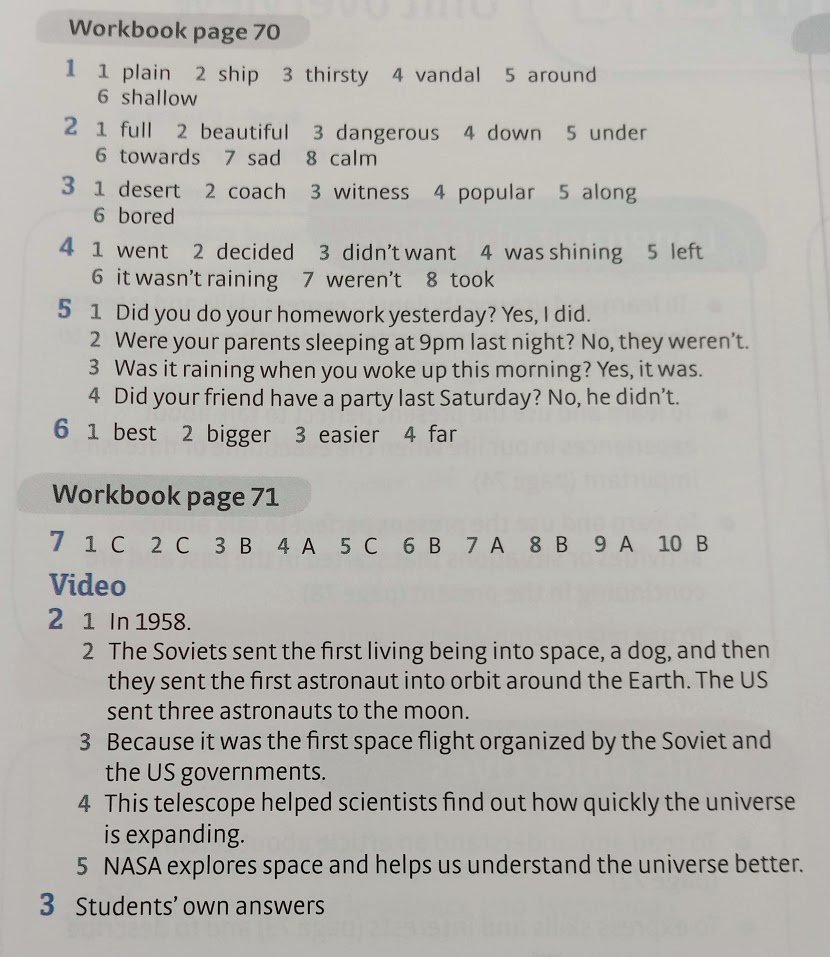 Workbook page 70
1 1 plain 2 ship 3 thirsty 4 vandal 5 around
6 shallow
2 1 full 2 beautiful 3 dangerous 4 down 5 under
6 towards 7 sad 8 calm
3 1 desert 2 coach 3 witness 4 popular 5 along
6 bored
4 1 went 2 decided 3 didn't want 4 was shining 5 left
6 it wasn't raining 7 weren't 8 took
5 1 Did you do your homework yesterday? Yes, I did.
2 Were your parents sleeping at 9pm last night? No, they weren't.
3 Was it raining when you woke up this morning? Yes, it was.
4 Did your friend have a party last Saturday? No, he didn't.
6 1 best 2 bigger 3 easier 4 far
Workbook page 71
7 1 C 2 C 3 B 4 A 5 C 6 B 7 A 8 B 9 A 10 B
Video
2 1 In 1958.
2 The Soviets sent the first living being into space, a dog, and then
they sent the first astronaut into orbit around the Earth. The US
sent three astronauts to the moon.
3 Because it was the first space flight organized by the Soviet and
the US governments.
4 This telescope helped scientists find out how quickly the universe
is expanding.
5 NASA explores space and helps us understand the universe better.
3 Students' own answers